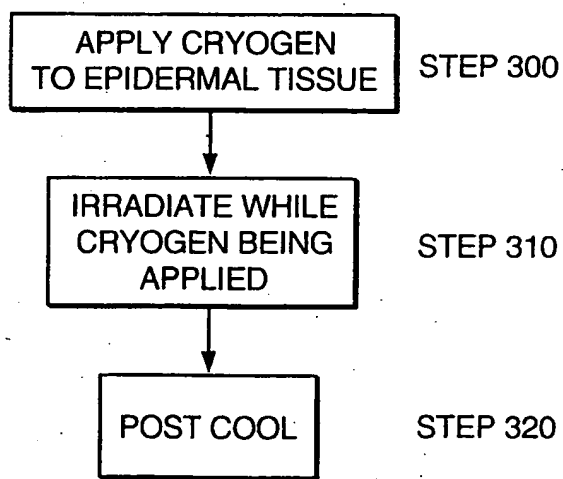 APPLY CRYOGEN
TO EPIDERMAL TISSUE
STEP 300
IRRADIATE WHILE
CRYOGEN BEING
APPLIED
STEP 310
POST COOL
STEP 320